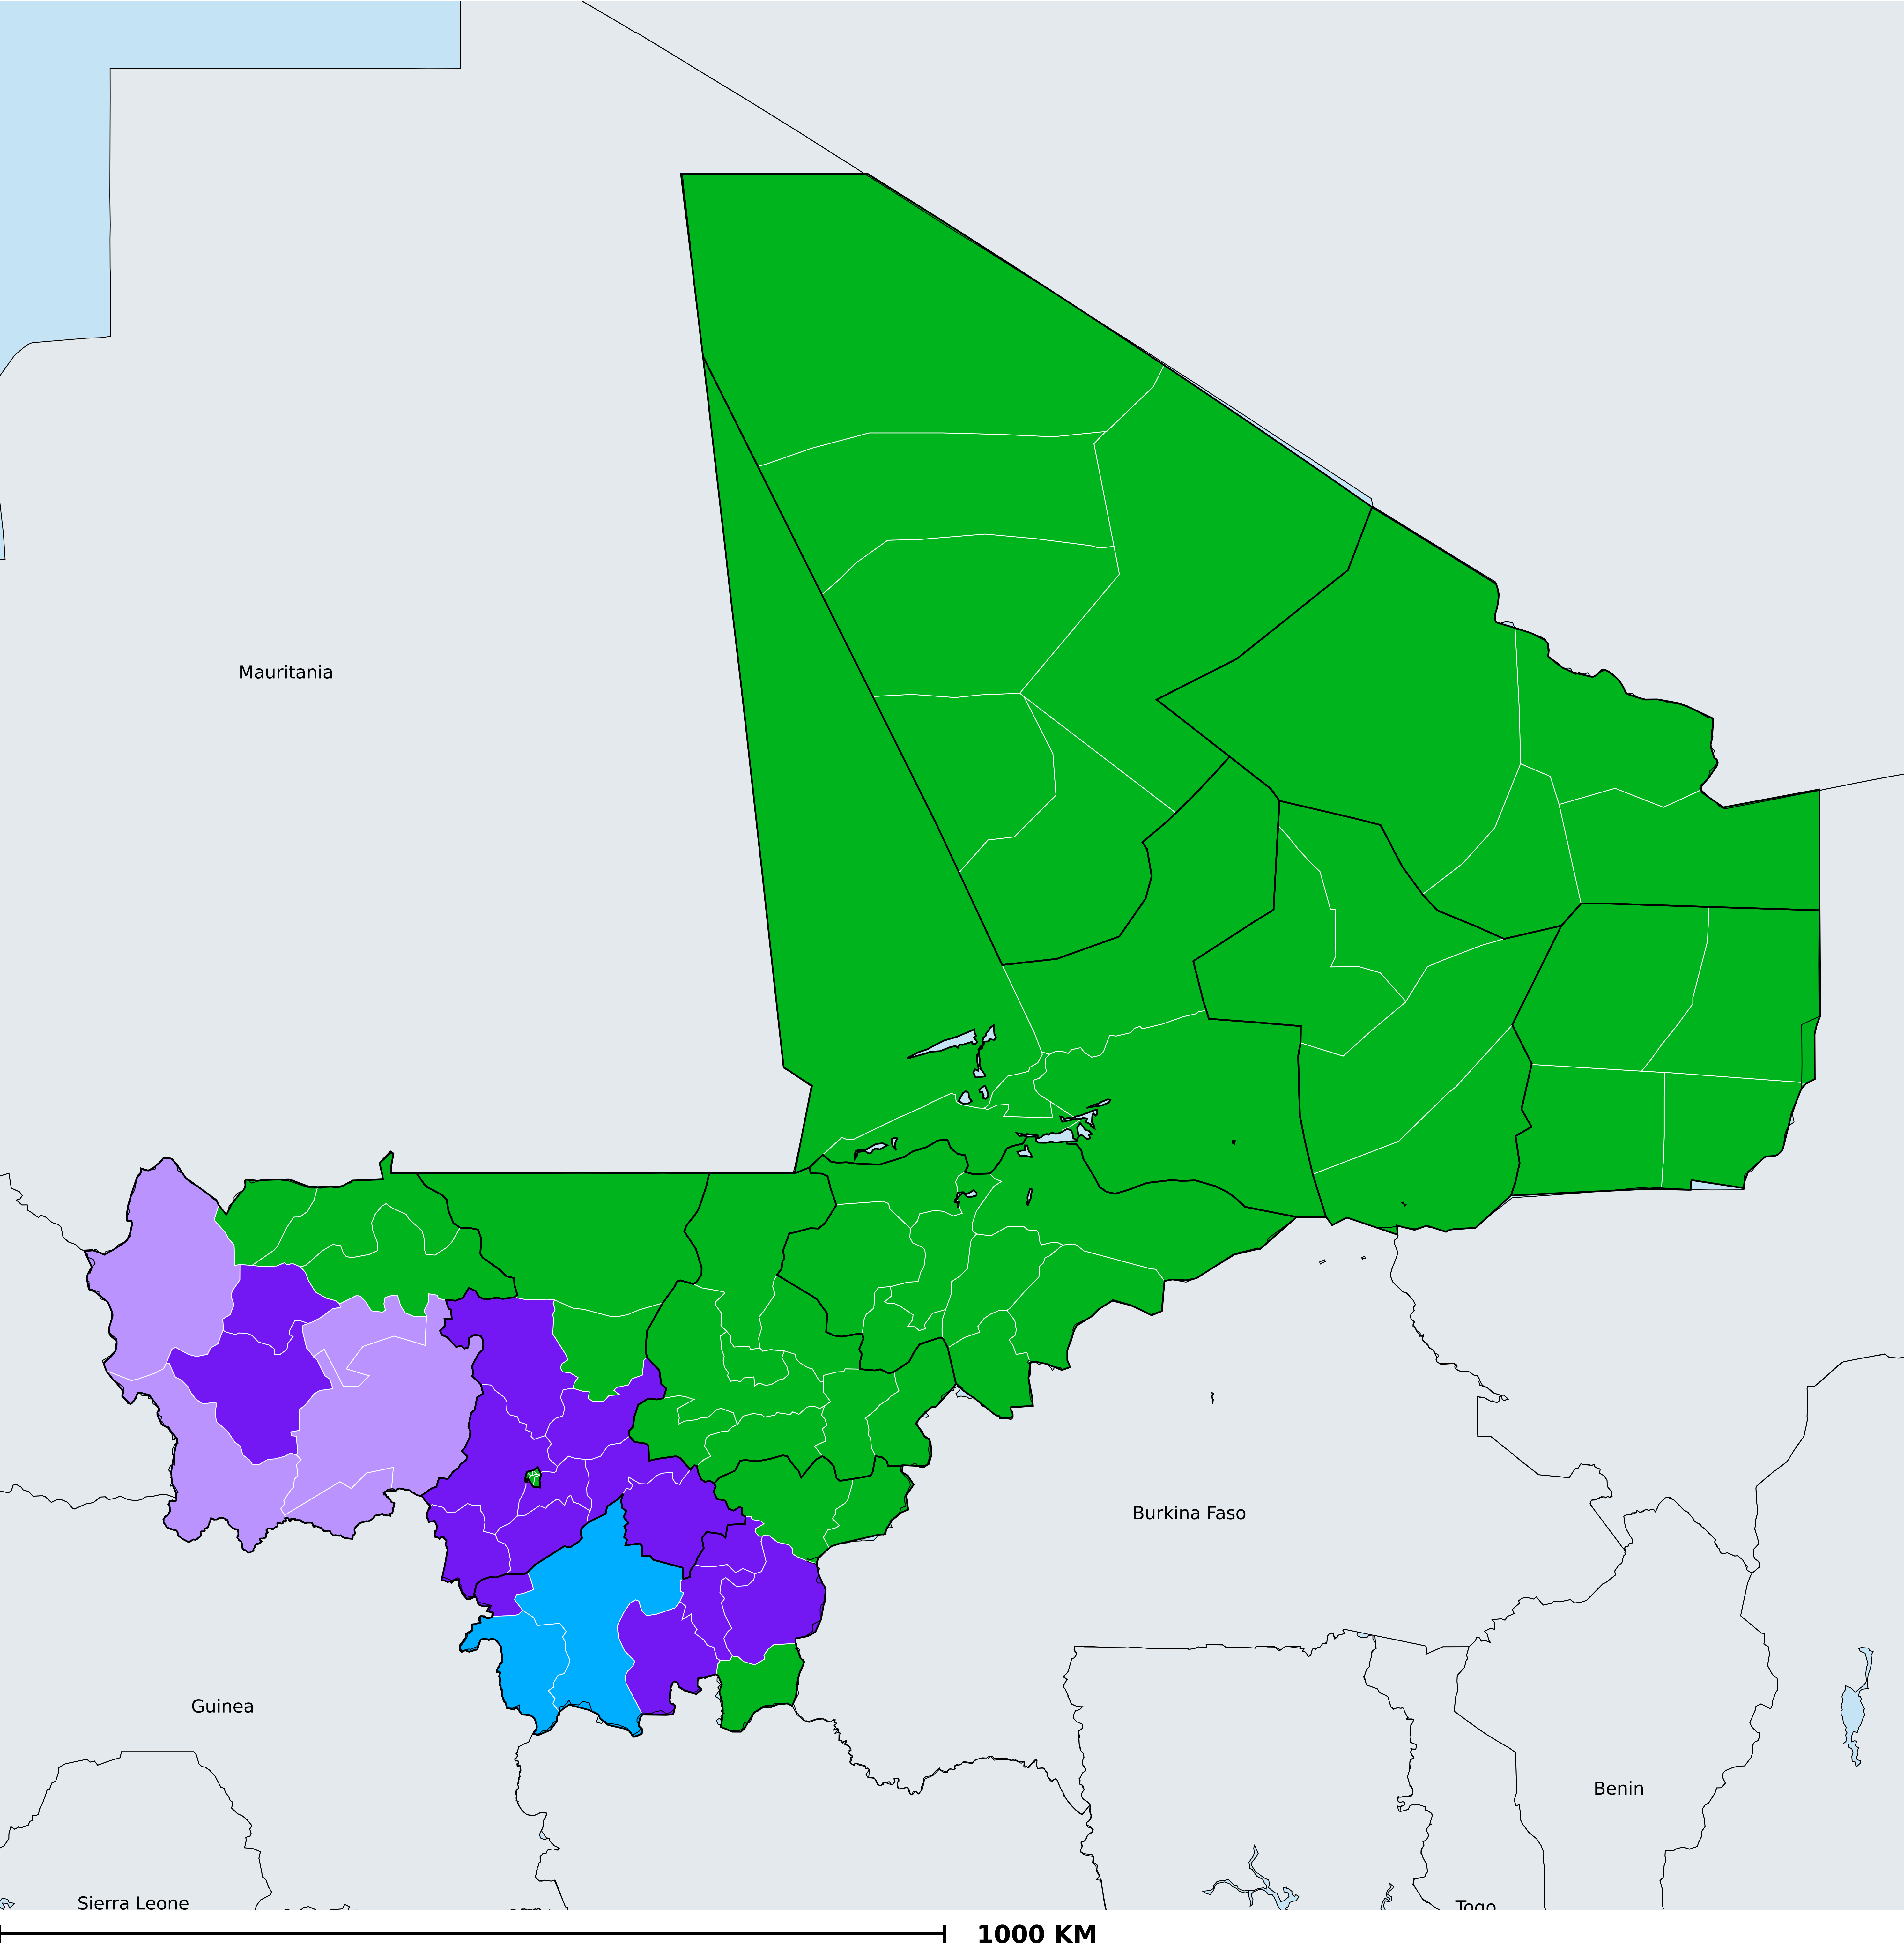 Mauritania
Burkina Faso
Guinea
Benin
Sierra Leone
Togo
1000 KM